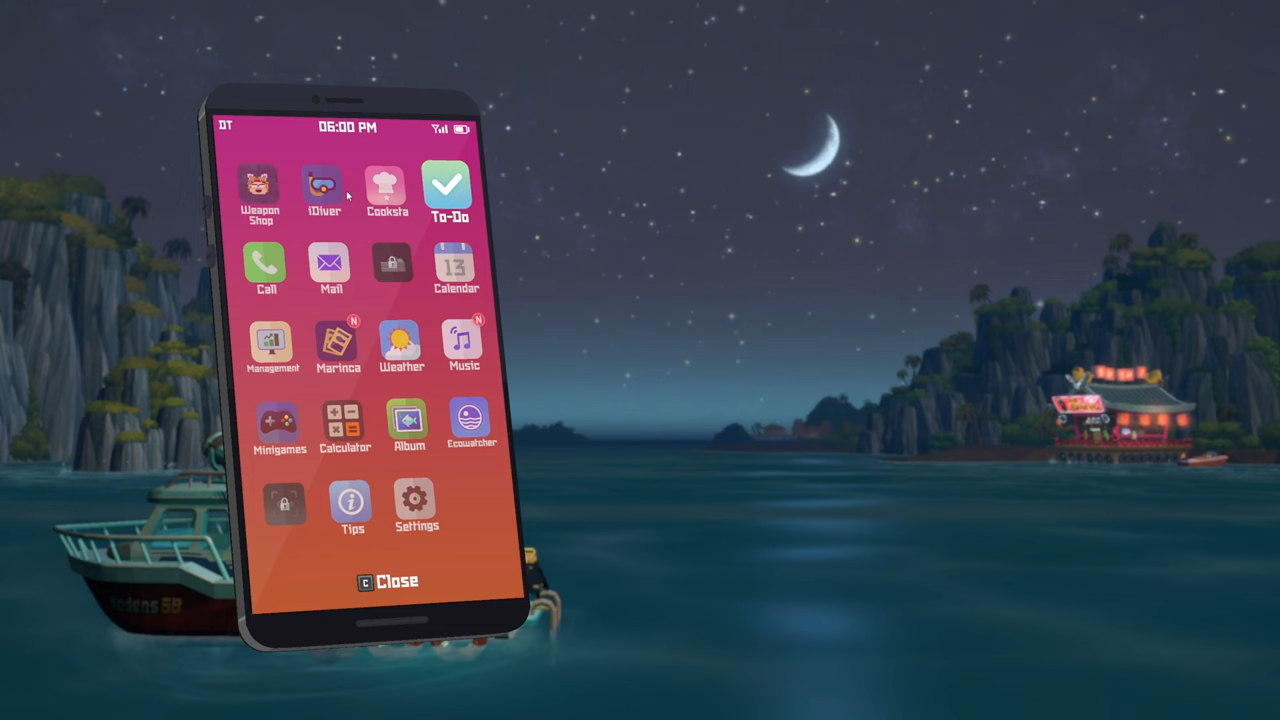 DT
06:00 PM
Weapon
Shop
iDiver
Cooksta
To-Do
Call
Mail
13
Calendar
Management
N
Marinca
Weather
N
Music
Minigames
Calculator
Album
Ecowatcher
Tips
Settings
C Close